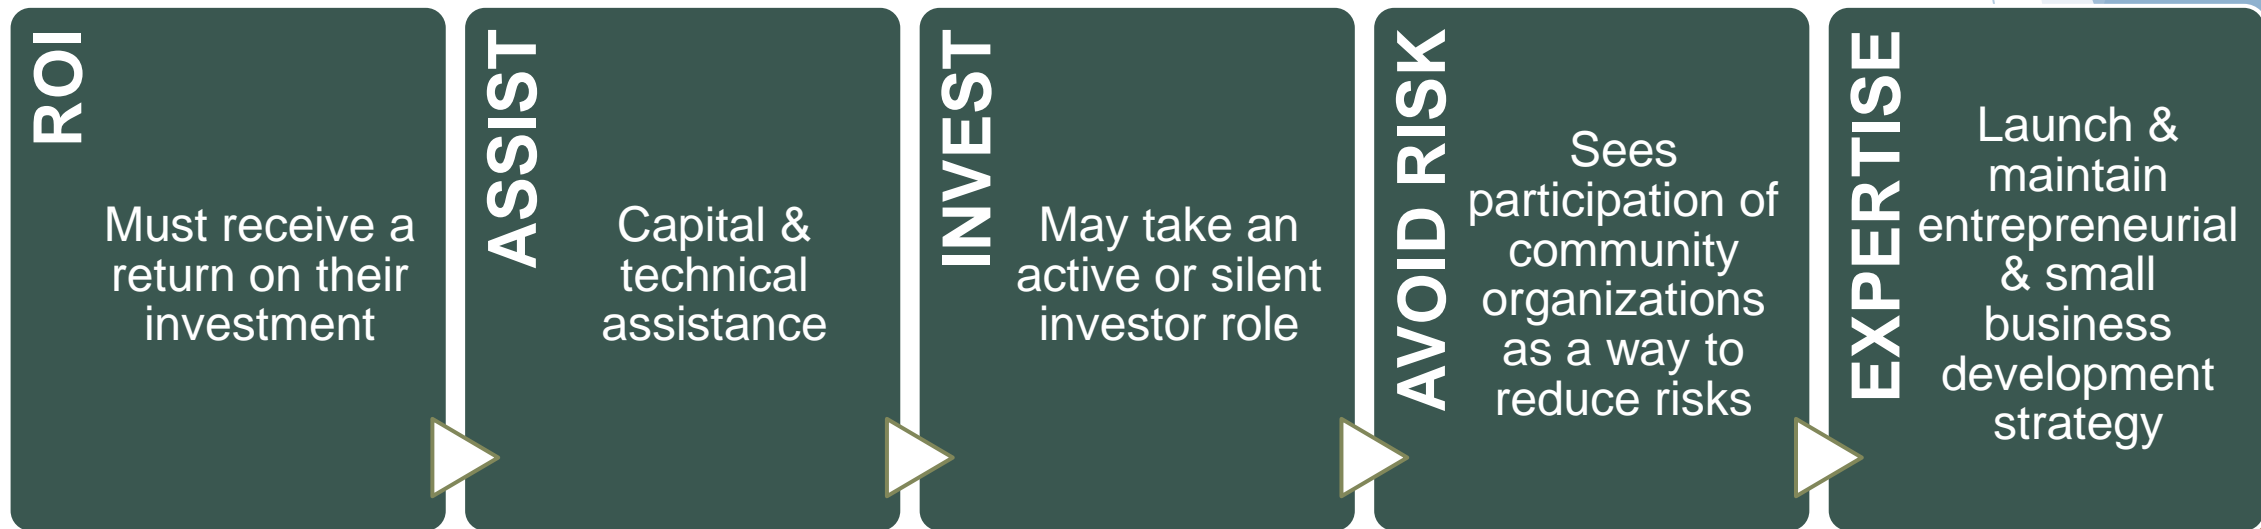 ROI
Must receive a
return on their
investment
ASSIST
Capital &
technical
assistance
INVEST
May take an
active or silent
investor role
AVOID RISK
Sees
participation of
community
organizations
as a way to
reduce risks
EXPERTISE
Launch &
maintain
entrepreneurial
& small
business
development
strategy